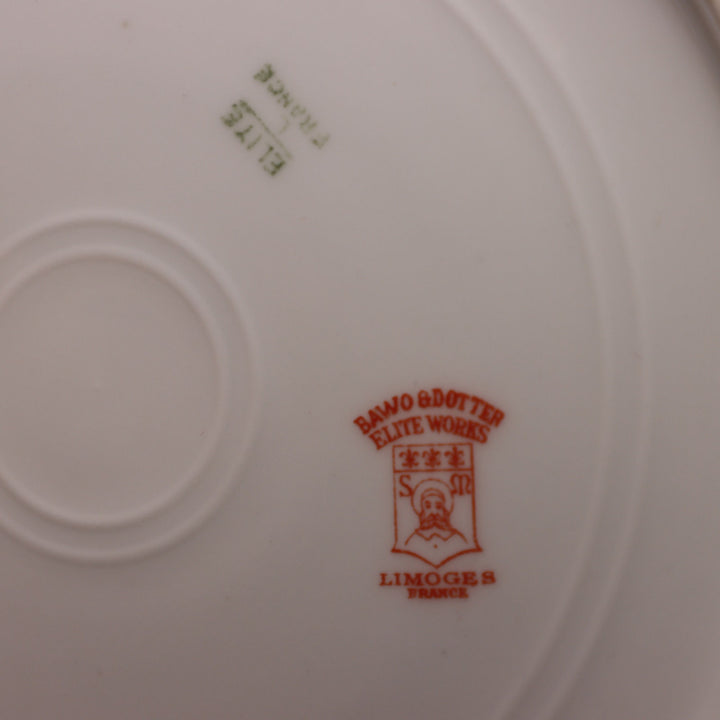 ELITE
L
FRANCE
BAWO & DOTTER
ELITE WORKS
S M
LIMOGES
FRANCE